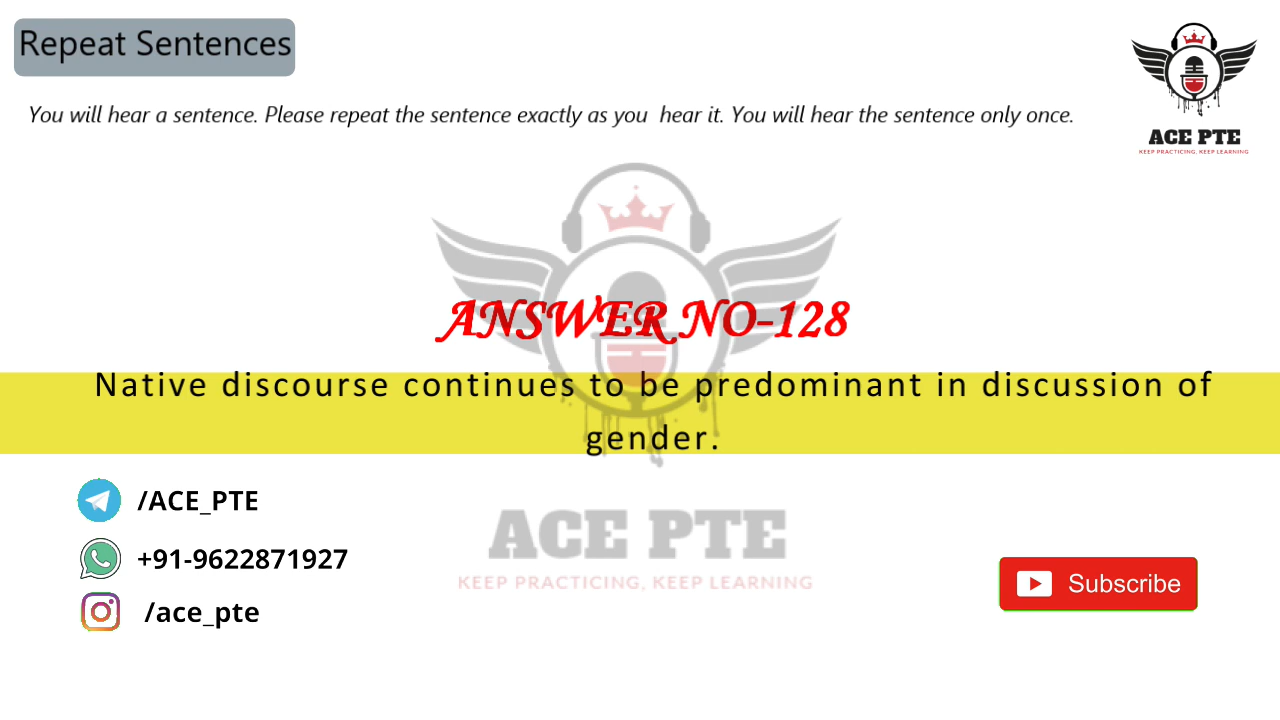 Repeat Sentences
You will hear a sentence. Please repeat the sentence exactly as you hear it. You will hear the sentence only once.
ACE PTE
KEEP PRACTICING, KEEP LEARNING
ANSWER NO-128
Native discourse continues to be predominant in discussion of
gender.
/ACE_PTE
+91-9622871927
/ace_pte
ACE PTE
KEEP PRACTICING, KEEP LEARNING
Subscribe